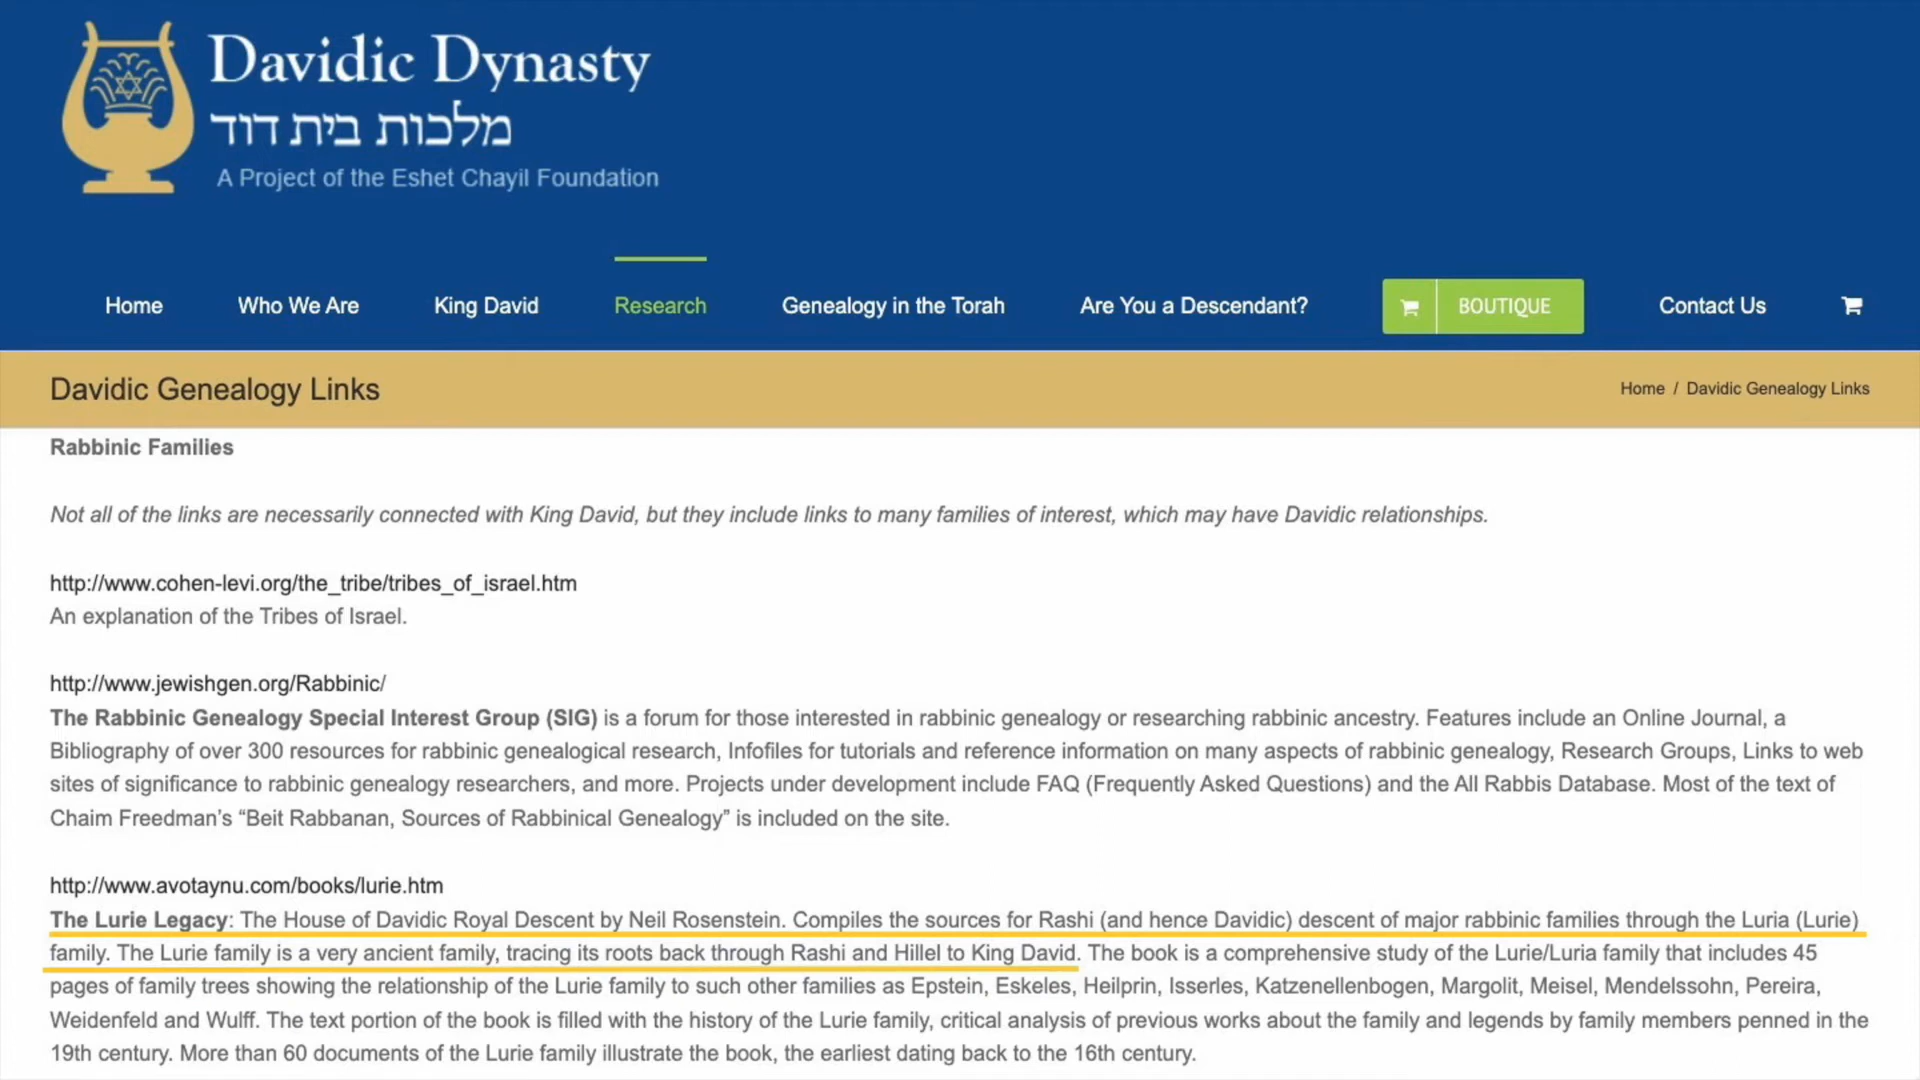 Davidic Dynasty
מלכות בית דוד
A Project of the Eshet Chayil Foundation
Home
Who We Are
King David
Research
Genealogy in the Torah
Are You a Descendant?
BOUTIQUE
Contact Us
Davidic Genealogy Links
Home / Davidic Genealogy Links
Rabbinic Families
Not all of the links are necessarily connected with King David, but they include links to many families of interest, which may have Davidic relationships.
http://www.cohen-levi.org/the_tribe/tribes_of_israel.htm
An explanation of the Tribes of Israel.
http://www.jewishgen.org/Rabbinic/
The Rabbinic Genealogy Special Interest Group (SIG) is a forum for those interested in rabbinic genealogy or researching rabbinic ancestry. Features include an Online Journal, a
Bibliography of over 300 resources for rabbinic genealogical research, Infofiles for tutorials and reference information on many aspects of rabbinic genealogy, Research Groups, Links to web
sites of significance to rabbinic genealogy researchers, and more. Projects under development include FAQ (Frequently Asked Questions) and the All Rabbis Database. Most of the text of
Chaim Freedman’s “Beit Rabbanan, Sources of Rabbinical Genealogy” is included on the site.
http://www.avotaynu.com/books/lurie.htm
The Lurie Legacy: The House of Davidic Royal Descent by Neil Rosenstein. Compiles the sources for Rashi (and hence Davidic) descent of major rabbinic families through the Luria (Lurie)
family. The Lurie family is a very ancient family, tracing its roots back through Rashi and Hillel to King David. The book is a comprehensive study of the Lurie/Luria family that includes 45
pages of family trees showing the relationship of the Lurie family to such other families as Epstein, Eskeles, Heilprin, Isserles, Katzenellenbogen, Margolit, Meisel, Mendelssohn, Pereira,
Weidenfeld and Wulff. The text portion of the book is filled with the history of the Lurie family, critical analysis of previous works about the family and legends by family members penned in the
19th century. More than 60 documents of the Lurie family illustrate the book, the earliest dating back to the 16th century.